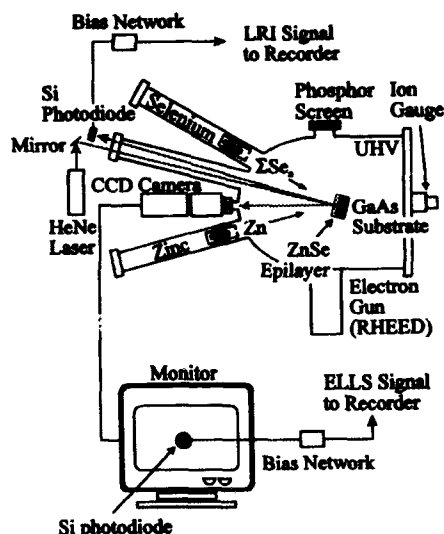 Bias Network
LRI Signal
to Recorder
Si
Photodiode
Selenium
Phosphor
Screen
Ion
Gauge
Mirror
UHV
ΣSeₙ
CCD Camera
GaAs
Substrate
HeNe
Laser
Zn
Zinc
ZnSe
Epilayer
Electron
Gun
(RHEED)
Monitor
ELLS Signal
to Recorder
Bias Network
Si photodiode